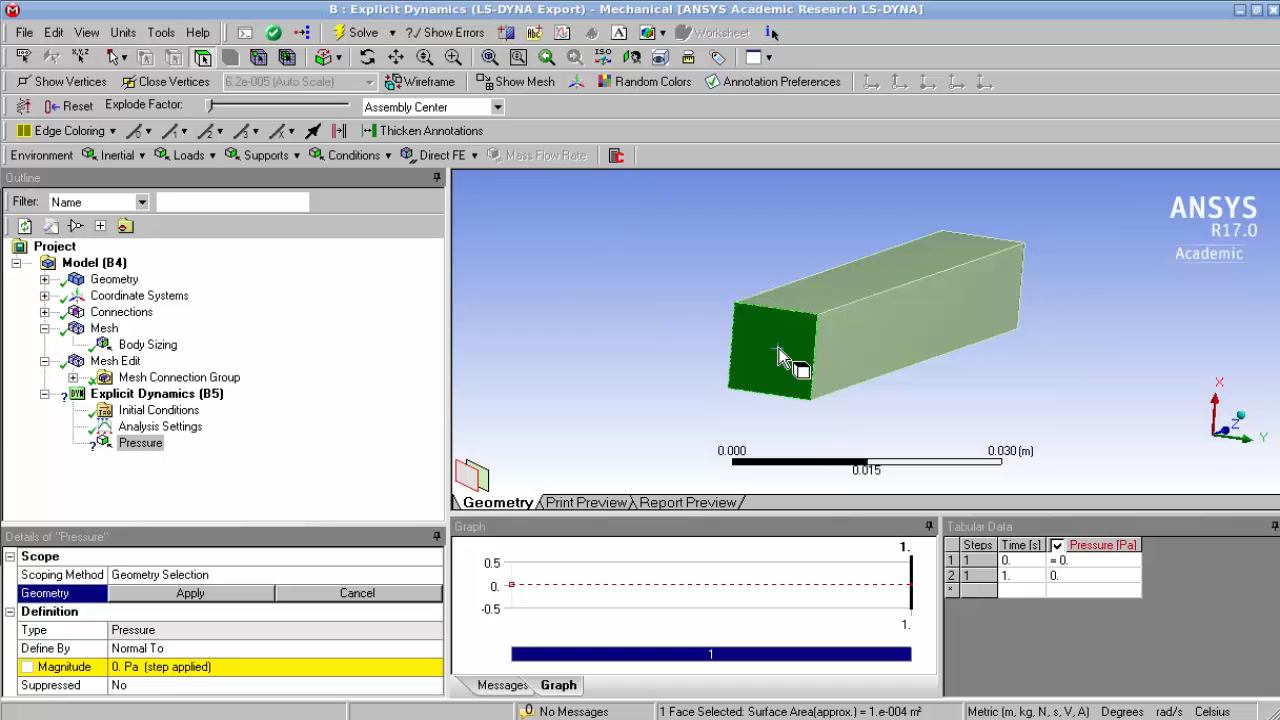 B : Explicit Dynamics (LS-DYNA Export) - Mechanical [ANSYS Academic Research LS-DYNA]
File Edit View Units Tools Help Solve ?/ Show Errors Worksheet
Show Vertices Close Vertices 6.2e-005 (Auto Scale) Wireframe Show Mesh Random Colors Annotation Preferences
Reset Explode Factor: Assembly Center
Edge Coloring Thicken Annotations
Environment Inertial Loads Supports Conditions Direct FE Mass Flow Rate
Outline
Filter: Name
Project
Model (B4)
Geometry
Coordinate Systems
Connections
Mesh
Body Sizing
Mesh Edit
Mesh Connection Group
Explicit Dynamics (B5)
Initial Conditions
Analysis Settings
Pressure
ANSYS
R17.0
Academic
X
Z
Y
0.000 0.030 (m)
0.015
Geometry Print Preview Report Preview
Details of "Pressure"
Scope
Scoping Method Geometry Selection
Geometry Apply Cancel
Definition
Type Pressure
Define By Normal To
Magnitude 0. Pa (step applied)
Suppressed No
Graph
1.
0.5
0.
-0.5
1.
1
Messages Graph
Tabular Data
Steps Time [s] Pressure [Pa]
1 1 0. = 0.
2 1 1. 0.
*
No Messages 1 Face Selected: Surface Area(approx.) = 1.e-004 m² Metric (m, kg, N, s, V, A) Degrees rad/s Celsius